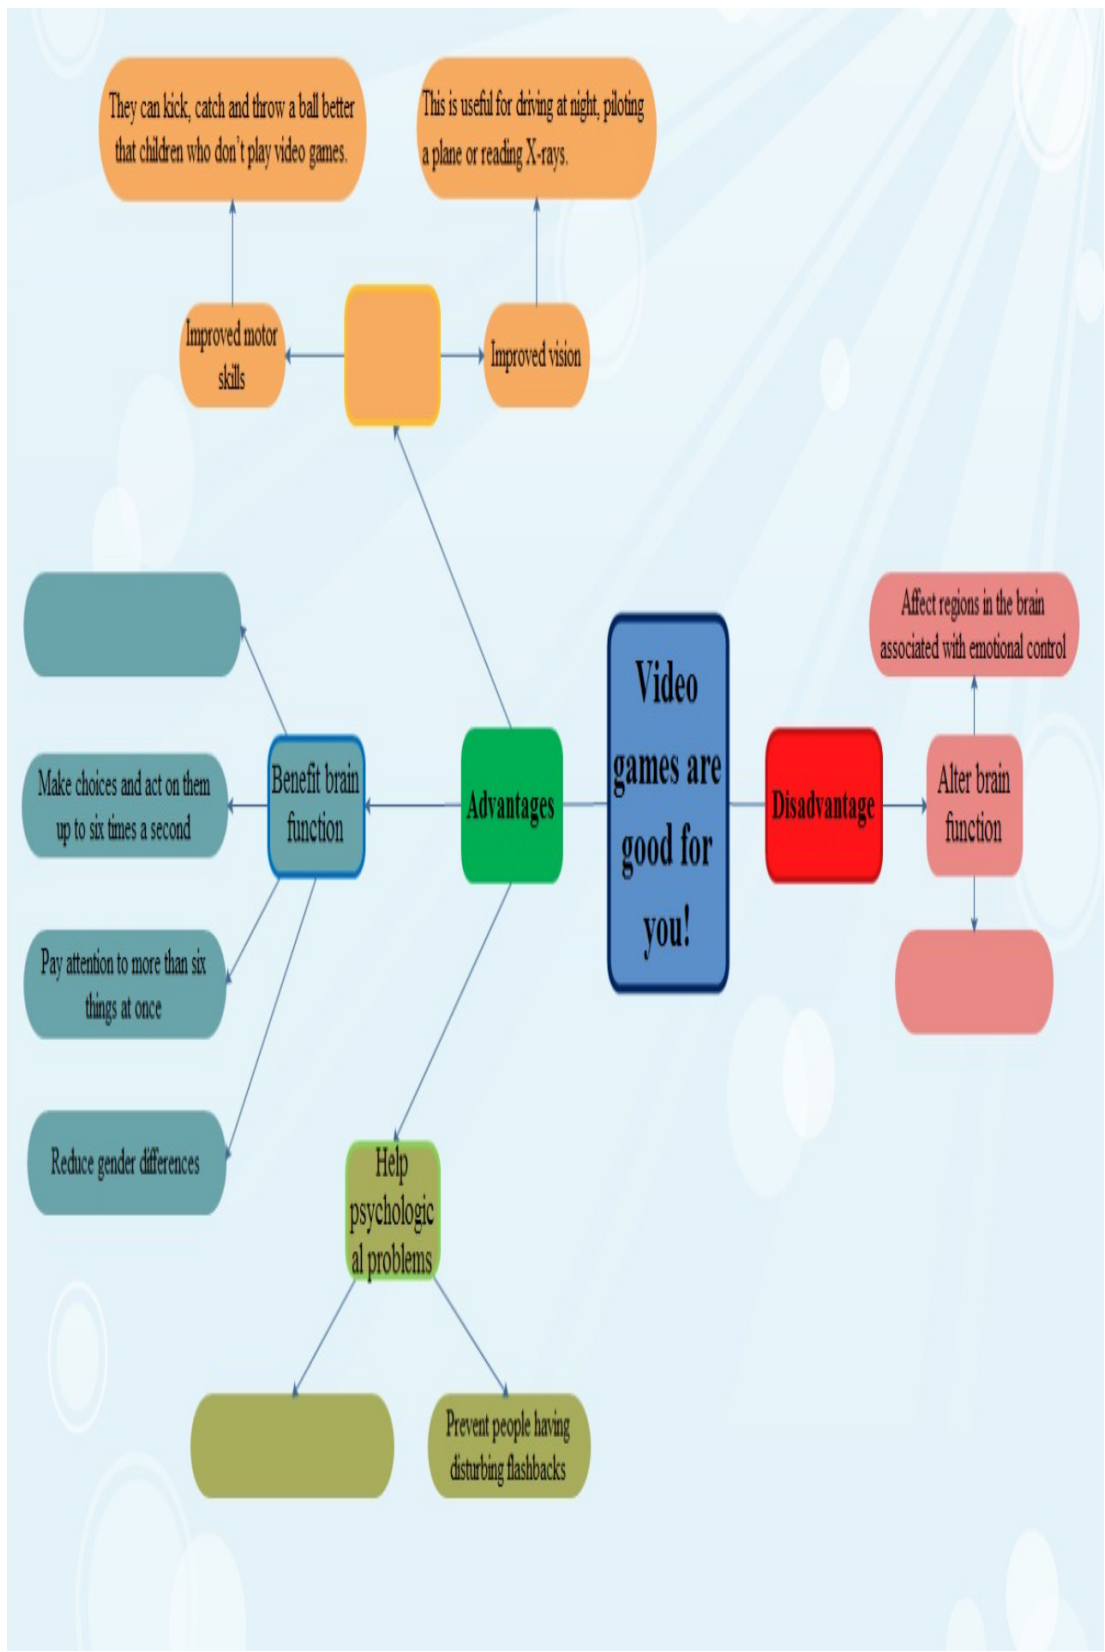 They can kick, catch and throw a ball better
that children who don't play video games.
This is useful for driving at night, piloting
a plane or reading X-rays.
Improved motor
skills
Improved vision
Affect regions in the brain
associated with emotional control
Video
games are
good for
you!
Benefit brain
function
Advantages
Disadvantage
Alter brain
function
Make choices and act on them
up to six times a second
Pay attention to more than six
things at once
Reduce gender differences
Help
psychologic
al problems
Prevent people having
disturbing flashbacks